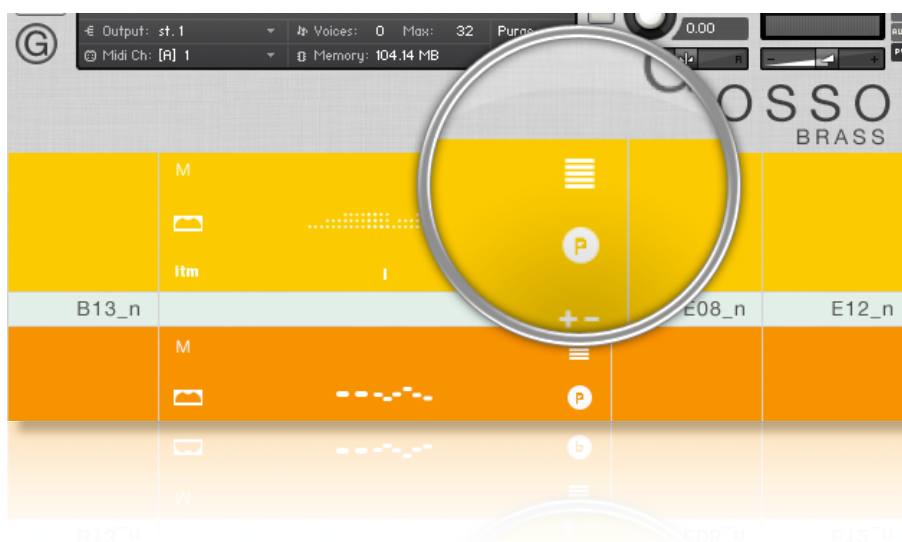 G
Output: st. 1 Voices: 0 Max: 32 Purge 0.00
Midi Ch: [A] 1 Memory: 104.14 MB R - +
OSSO
BRASS
M
P
itm I
+ -
B13_n E08_n E12_n
M
P